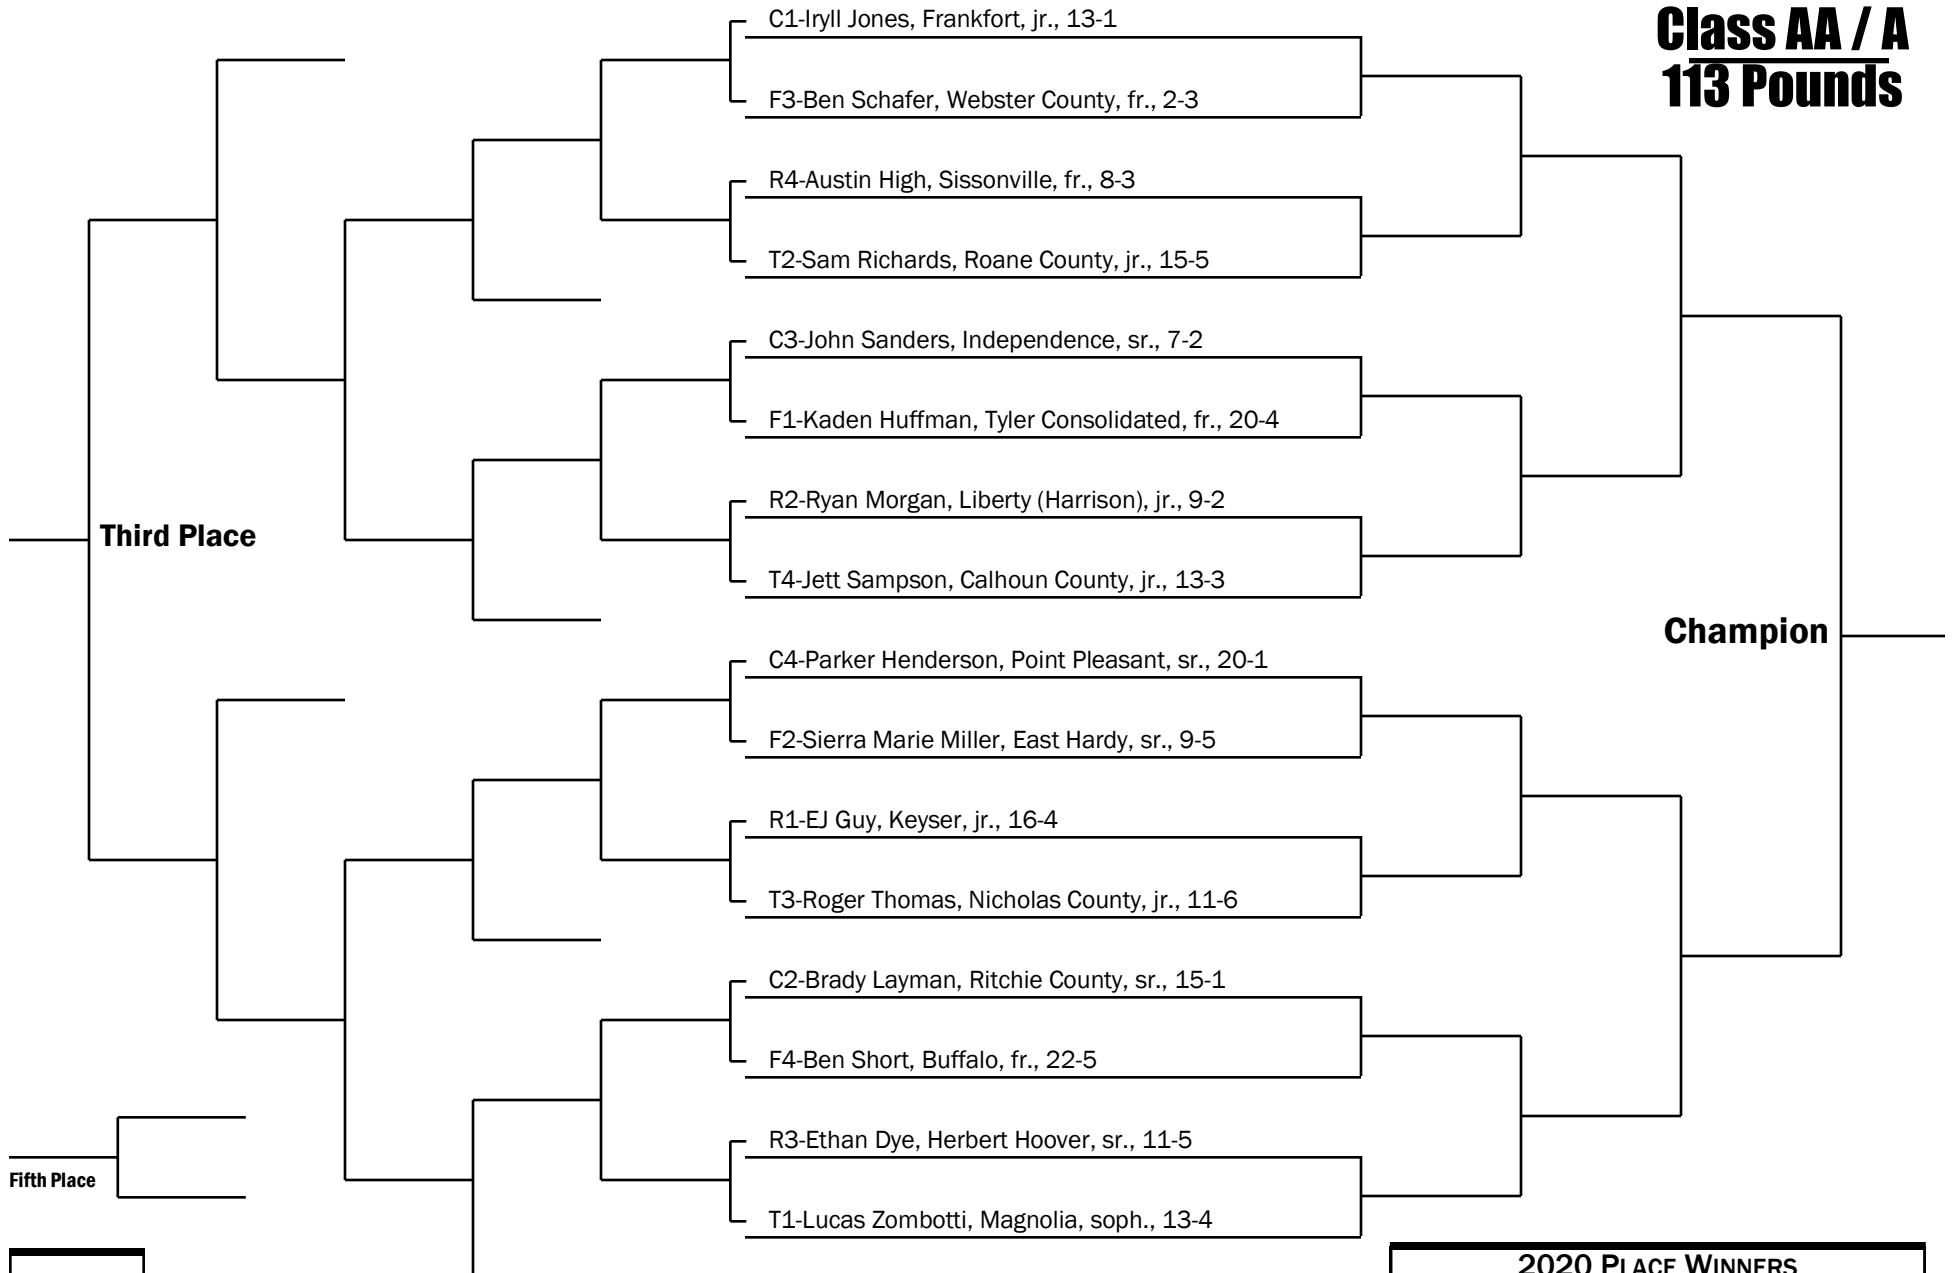 Class AA / A
113 Pounds
C1-Iryll Jones, Frankfort, jr., 13-1
F3-Ben Schafer, Webster County, fr., 2-3
R4-Austin High, Sissonville, fr., 8-3
T2-Sam Richards, Roane County, jr., 15-5
C3-John Sanders, Independence, sr., 7-2
F1-Kaden Huffman, Tyler Consolidated, fr., 20-4
R2-Ryan Morgan, Liberty (Harrison), jr., 9-2
Third Place
T4-Jett Sampson, Calhoun County, jr., 13-3
Champion
C4-Parker Henderson, Point Pleasant, sr., 20-1
F2-Sierra Marie Miller, East Hardy, sr., 9-5
R1-EJ Guy, Keyser, jr., 16-4
T3-Roger Thomas, Nicholas County, jr., 11-6
C2-Brady Layman, Ritchie County, sr., 15-1
F4-Ben Short, Buffalo, fr., 22-5
R3-Ethan Dye, Herbert Hoover, sr., 11-5
Fifth Place
T1-Lucas Zombotti, Magnolia, soph., 13-4
2020 PLACE WINNERS